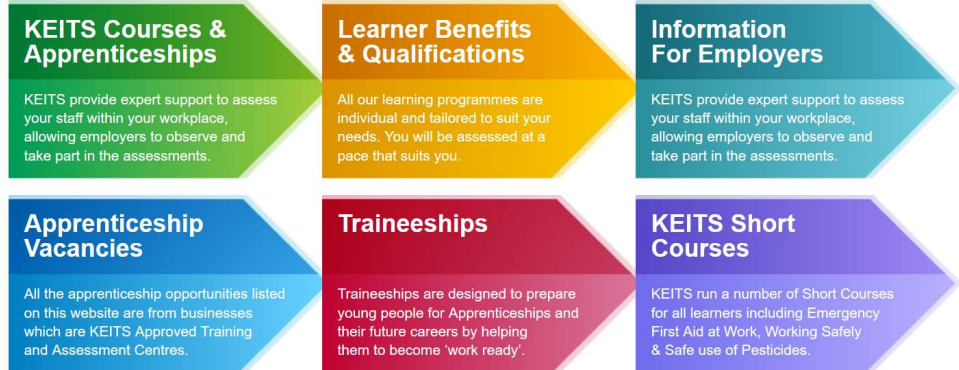 KEITS Courses &
Apprenticeships
KEITS provide expert support to assess
your staff within your workplace,
allowing employers to observe and
take part in the assessments.
Learner Benefits
& Qualifications
All our learning programmes are
individual and tailored to suit your
needs. You will be assessed at a
pace that suits you.
Information
For Employers
KEITS provide expert support to assess
your staff within your workplace,
allowing employers to observe and
take part in the assessments.
Apprenticeship
Vacancies
All the apprenticeship opportunities listed
on this website are from businesses
which are KEITS Approved Training
and Assessment Centres.
Traineeships
Traineeships are designed to prepare
young people for Apprenticeships and
their future careers by helping
them to become ‘work ready’.
KEITS Short
Courses
KEITS run a number of Short Courses
for all learners including Emergency
First Aid at Work, Working Safely
& Safe use of Pesticides.